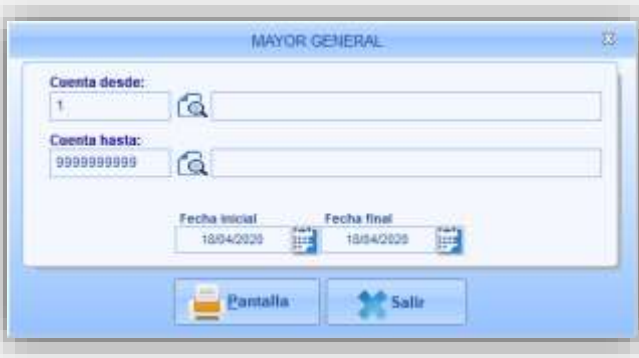 MAYOR GENERAL
Cuenta desde:
1
Cuenta hasta:
9999999999
Fecha inicial Fecha final
18/04/2020 18/04/2020
Pantalla Salir